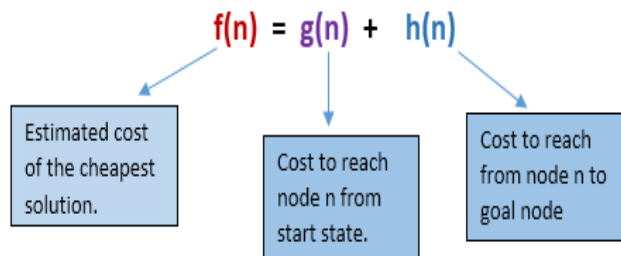 f(n) = g(n) + h(n)
Estimated cost
of the cheapest
solution.
Cost to reach
node n from
start state.
Cost to reach
from node n to
goal node